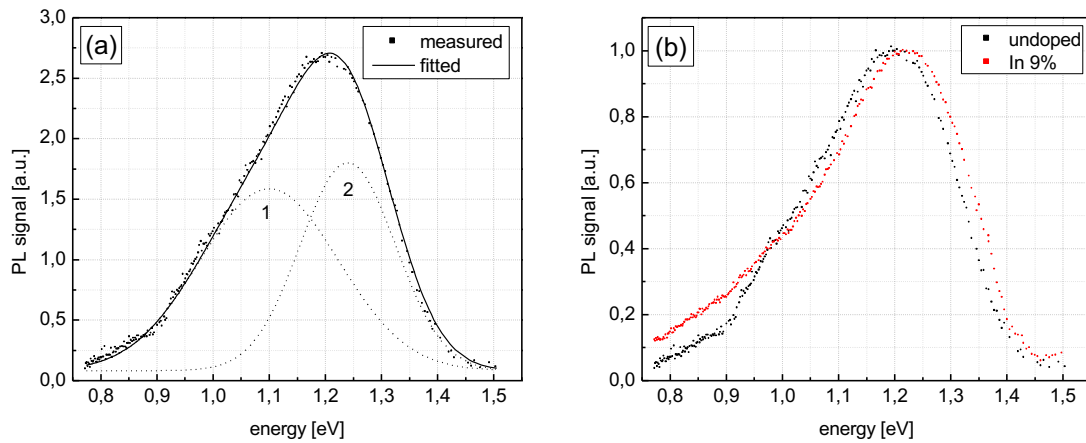 (a)
measured
fitted
3,0
2,5
2,0
1,5
1,0
0,5
0,0
PL signal [a.u.]
1
2
0,8 0,9 1,0 1,1 1,2 1,3 1,4 1,5
energy [eV]
(b)
undoped
In 9%
1,0
0,8
0,6
0,4
0,2
0,0
PL signal [a.u.]
0,8 0,9 1,0 1,1 1,2 1,3 1,4 1,5
energy [eV]